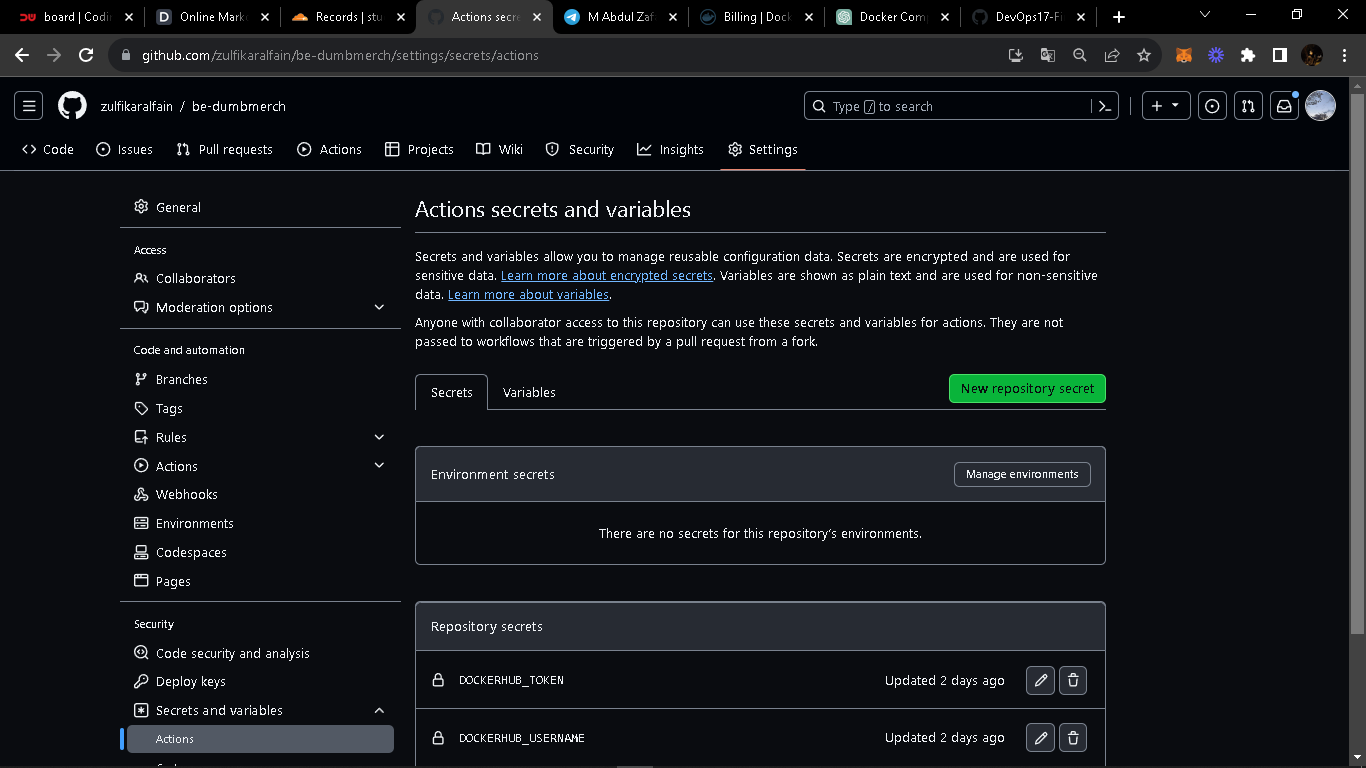 board | Codin
Online Marke
Records | stu
Actions secre
M Abdul Zafa
Billing | Dock
Docker Comp
DevOps17-Fi
github.com/zulfikaralfain/be-dumbmerch/settings/secrets/actions
zulfikaralfain / be-dumbmerch
Type / to search
Code
Issues
Pull requests
Actions
Projects
Wiki
Security
Insights
Settings
General
Access
Collaborators
Moderation options
Code and automation
Branches
Tags
Rules
Actions
Webhooks
Environments
Codespaces
Pages
Security
Code security and analysis
Deploy keys
Secrets and variables
Actions
Actions secrets and variables
Secrets and variables allow you to manage reusable configuration data. Secrets are encrypted and are used for
sensitive data. Learn more about encrypted secrets. Variables are shown as plain text and are used for non-sensitive
data. Learn more about variables.
Anyone with collaborator access to this repository can use these secrets and variables for actions. They are not
passed to workflows that are triggered by a pull request from a fork.
Secrets
Variables
New repository secret
Environment secrets
Manage environments
There are no secrets for this repository's environments.
Repository secrets
DOCKERHUB_TOKEN
Updated 2 days ago
DOCKERHUB_USERNAME
Updated 2 days ago